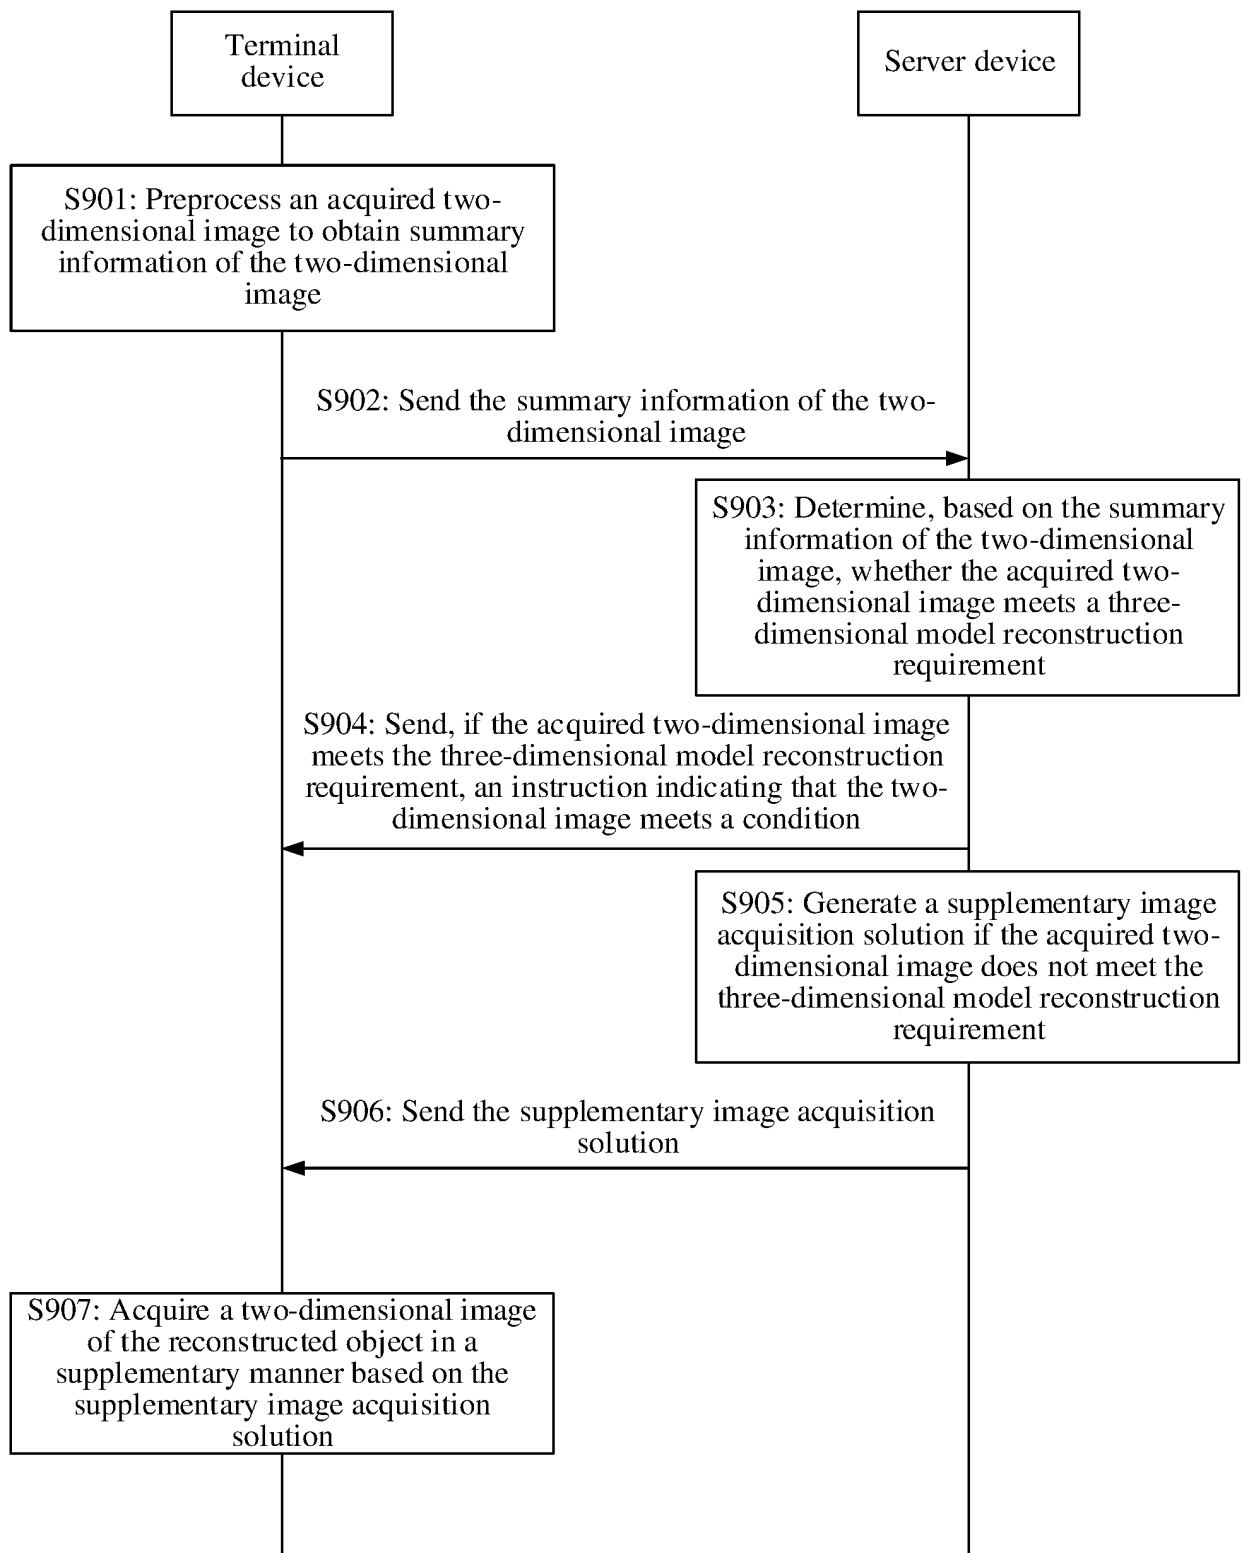 Terminal
device
Server device
S901: Preprocess an acquired two-
dimensional image to obtain summary
information of the two-dimensional
image
S902: Send the summary information of the two-
dimensional image
S903: Determine, based on the summary
information of the two-dimensional
image, whether the acquired two-
dimensional image meets a three-
dimensional model reconstruction
requirement
S904: Send, if the acquired two-dimensional image
meets the three-dimensional model reconstruction
requirement, an instruction indicating that the two-
dimensional image meets a condition
S905: Generate a supplementary image
acquisition solution if the acquired two-
dimensional image does not meet the
three-dimensional model reconstruction
requirement
S906: Send the supplementary image acquisition
solution
S907: Acquire a two-dimensional image
of the reconstructed object in a
supplementary manner based on the
supplementary image acquisition
solution